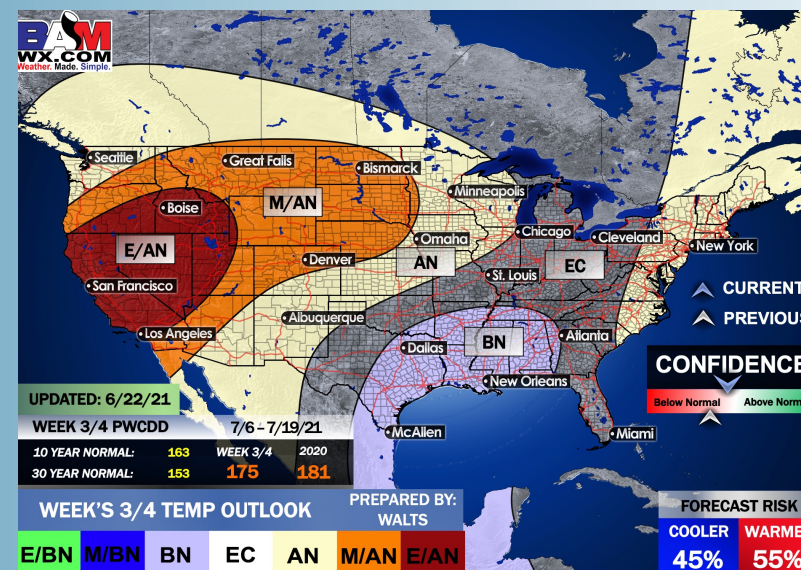 BAM
WX.COM
Weather. Made. Simple.
Seattle
Great Falls
Bismarck
Minneapolis
Boise
M/AN
E/AN
Omaha
Chicago
Cleveland
New York
Denver
AN
St. Louis
EC
San Francisco
CURRENT
PREVIOUS
Albuquerque
Los Angeles
Dallas
BN
Atlanta
CONFIDENCE
New Orleans
Below Normal
Above Norm
McAllen
Miami
UPDATED: 6/22/21
WEEK 3/4 PWCDD 7/6 – 7/19/21
10 YEAR NORMAL: 163 WEEK 3/4 2020
30 YEAR NORMAL: 153 175 181
WEEK'S 3/4 TEMP OUTLOOK
PREPARED BY:
WALTS
FORECAST RISK
COOLER WARME
45% 55%
E/BN M/BN BN EC AN M/AN E/AN